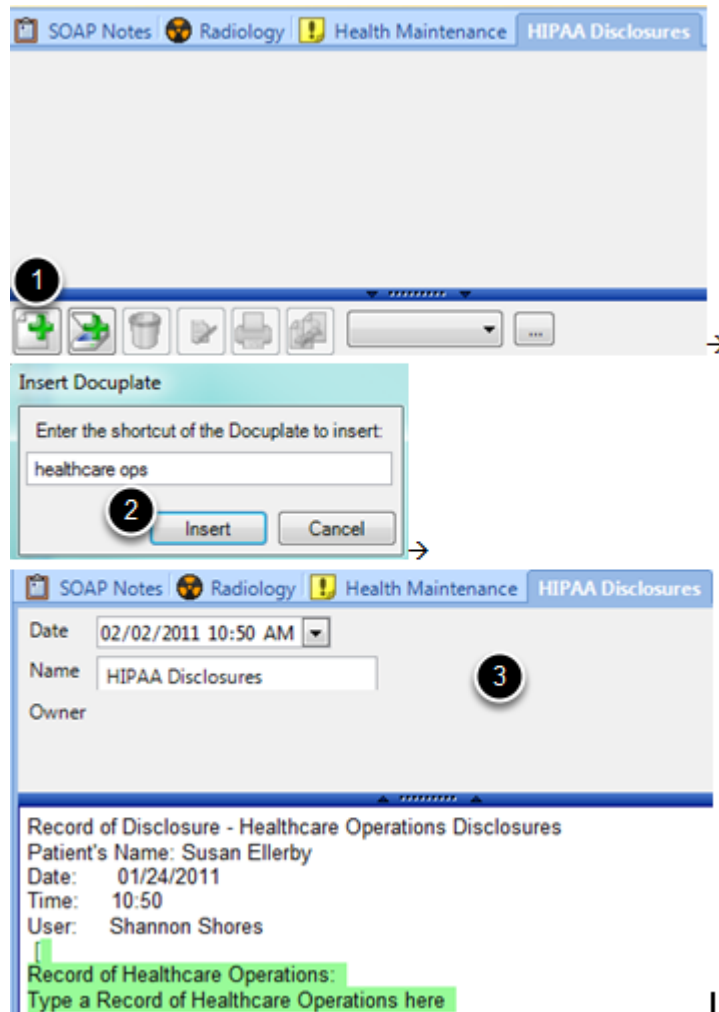 SOAP Notes Radiology Health Maintenance HIPAA Disclosures
1
...
→
Insert Docuplate
Enter the shortcut of the Docuplate to insert:
healthcare ops
2
Insert Cancel
→
SOAP Notes Radiology Health Maintenance HIPAA Disclosures
Date 02/02/2011 10:50 AM
Name HIPAA Disclosures
3
Owner
Record of Disclosure - Healthcare Operations Disclosures
Patient's Name: Susan Ellerby
Date: 01/24/2011
Time: 10:50
User: Shannon Shores
[
Record of Healthcare Operations:
Type a Record of Healthcare Operations here